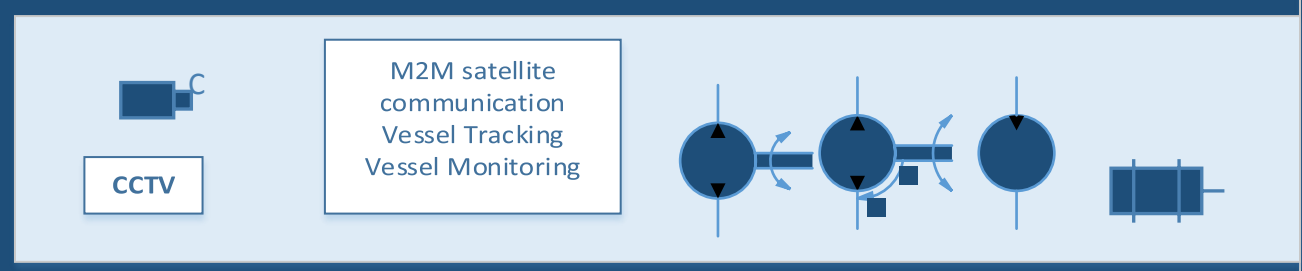 C
CCTV
M2M satellite
communication
Vessel Tracking
Vessel Monitoring